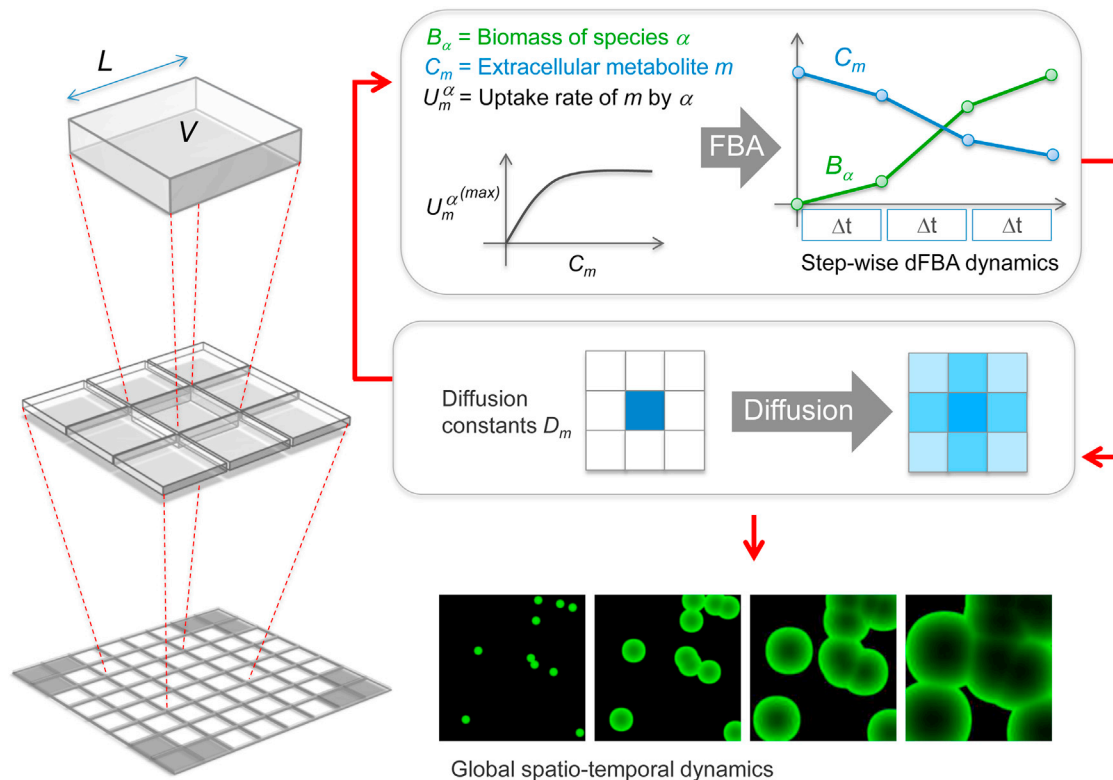 L
V
Bα = Biomass of species α
Cm = Extracellular metabolite m
Umα = Uptake rate of m by α
Umα(max)
Cm
FBA
Cm
Bα
Δt Δt Δt
Step-wise dFBA dynamics
Diffusion
constants Dm
Diffusion
Global spatio-temporal dynamics